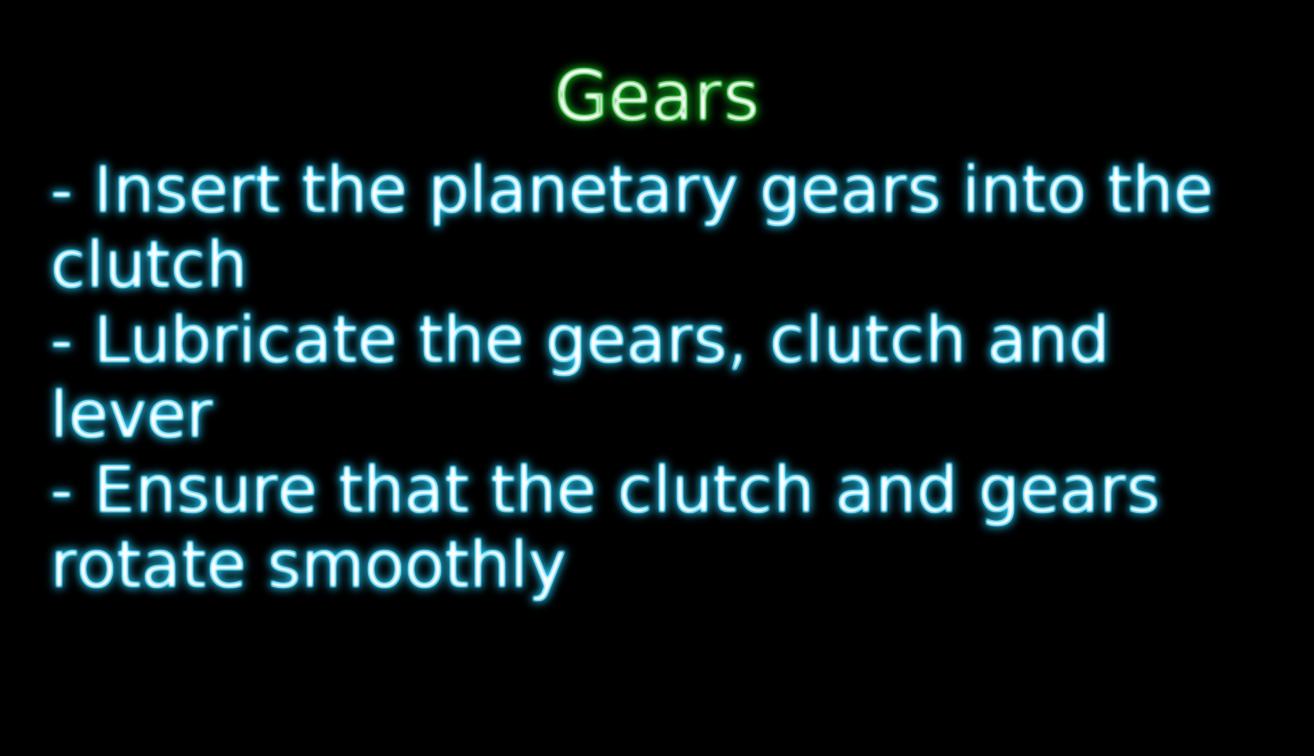 Gears
- Insert the planetary gears into the
clutch
- Lubricate the gears, clutch and
lever
- Ensure that the clutch and gears
rotate smoothly